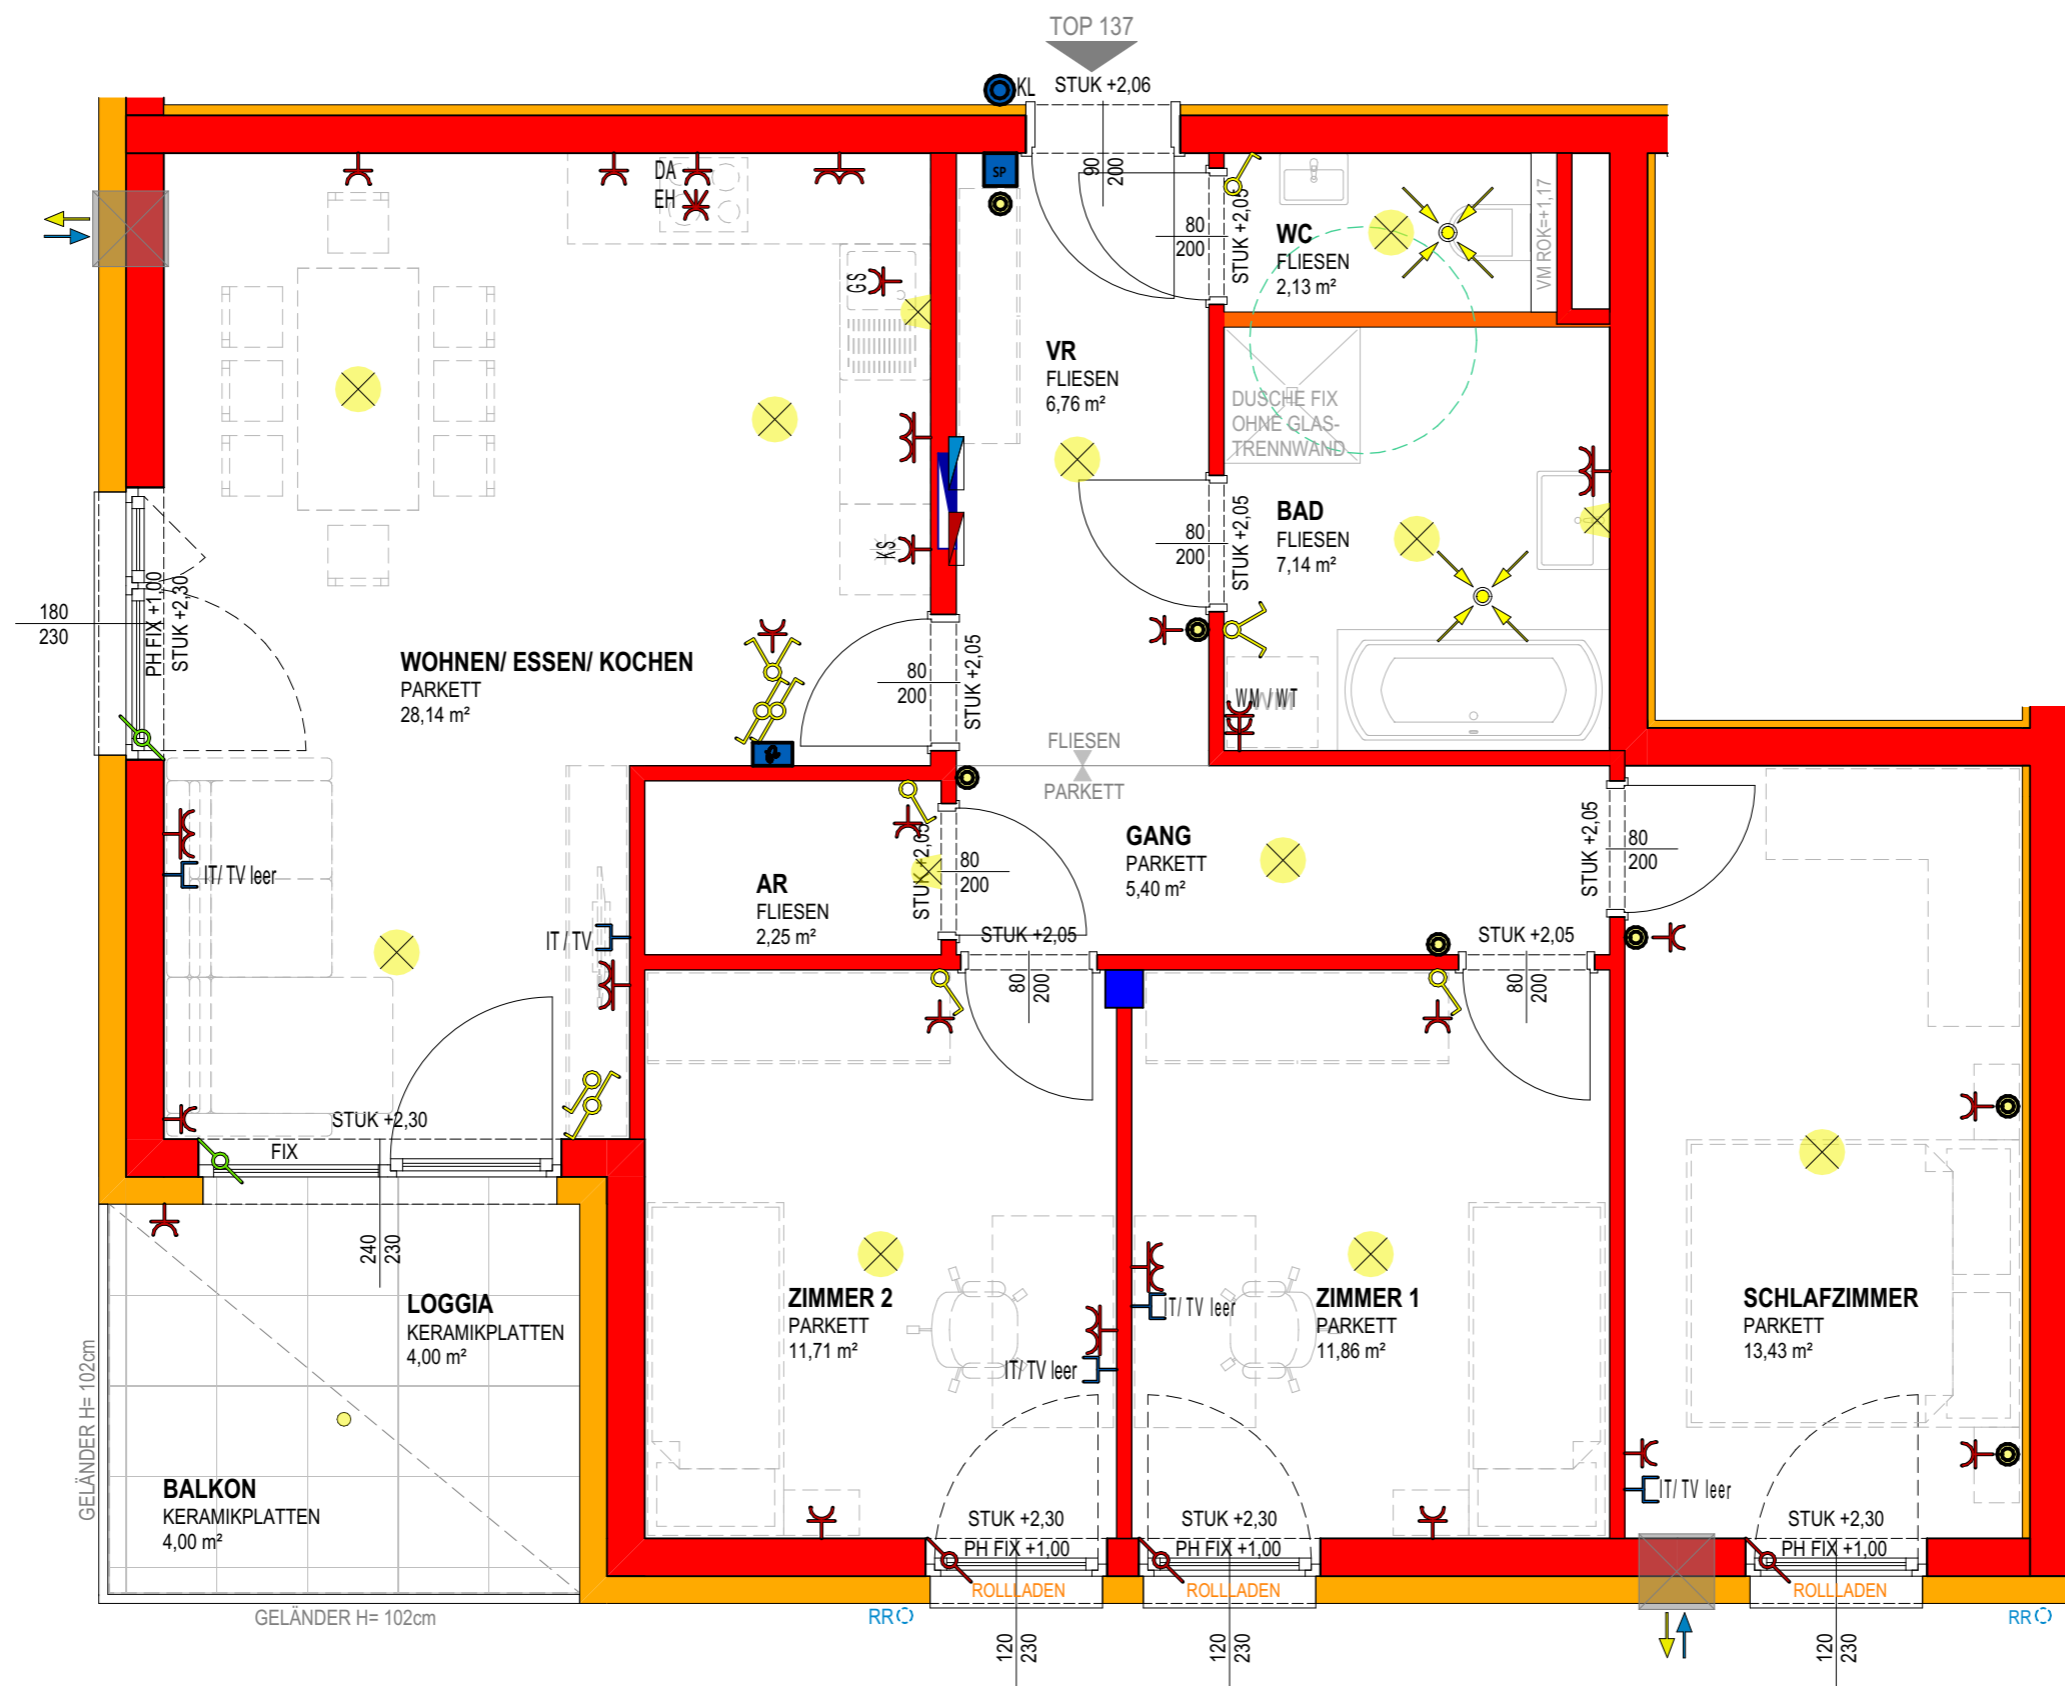 TOP 137
KL
STUK +2,06
90
200
SP
DA
EH
GS
KS
80
200
STUK +2,05
WC
FLIESEN
2,13 m²
VM ROK=+1,17
VR
FLIESEN
6,76 m²
DUSCHE FIX
OHNE GLAS-
TRENNWAND
80
200
STUK +2,05
BAD
FLIESEN
7,14 m²
WM / WT
180
230
PH FIX +1,00
STUK +2,30
WOHNEN/ ESSEN/ KOCHEN
PARKETT
28,14 m²
80
200
STUK +2,05
FLIESEN
PARKETT
IT/ TV leer
IT / TV
AR
FLIESEN
2,25 m²
STUK +2,05
80
200
GANG
PARKETT
5,40 m²
STUK +2,05
80
200
STUK +2,05
80
200
STUK +2,05
80
200
STUK +2,30
FIX
240
230
LOGGIA
KERAMIKPLATTEN
4,00 m²
BALKON
KERAMIKPLATTEN
4,00 m²
GELÄNDER H= 102cm
GELÄNDER H= 102cm
ZIMMER 2
PARKETT
11,71 m²
IT/ TV leer
IT/ TV leer
ZIMMER 1
PARKETT
11,86 m²
SCHLAFZIMMER
PARKETT
13,43 m²
IT/ TV leer
STUK +2,30
PH FIX +1,00
ROLLLADEN
STUK +2,30
PH FIX +1,00
ROLLLADEN
STUK +2,30
PH FIX +1,00
ROLLLADEN
RR
RR
120
230
120
230
120
230